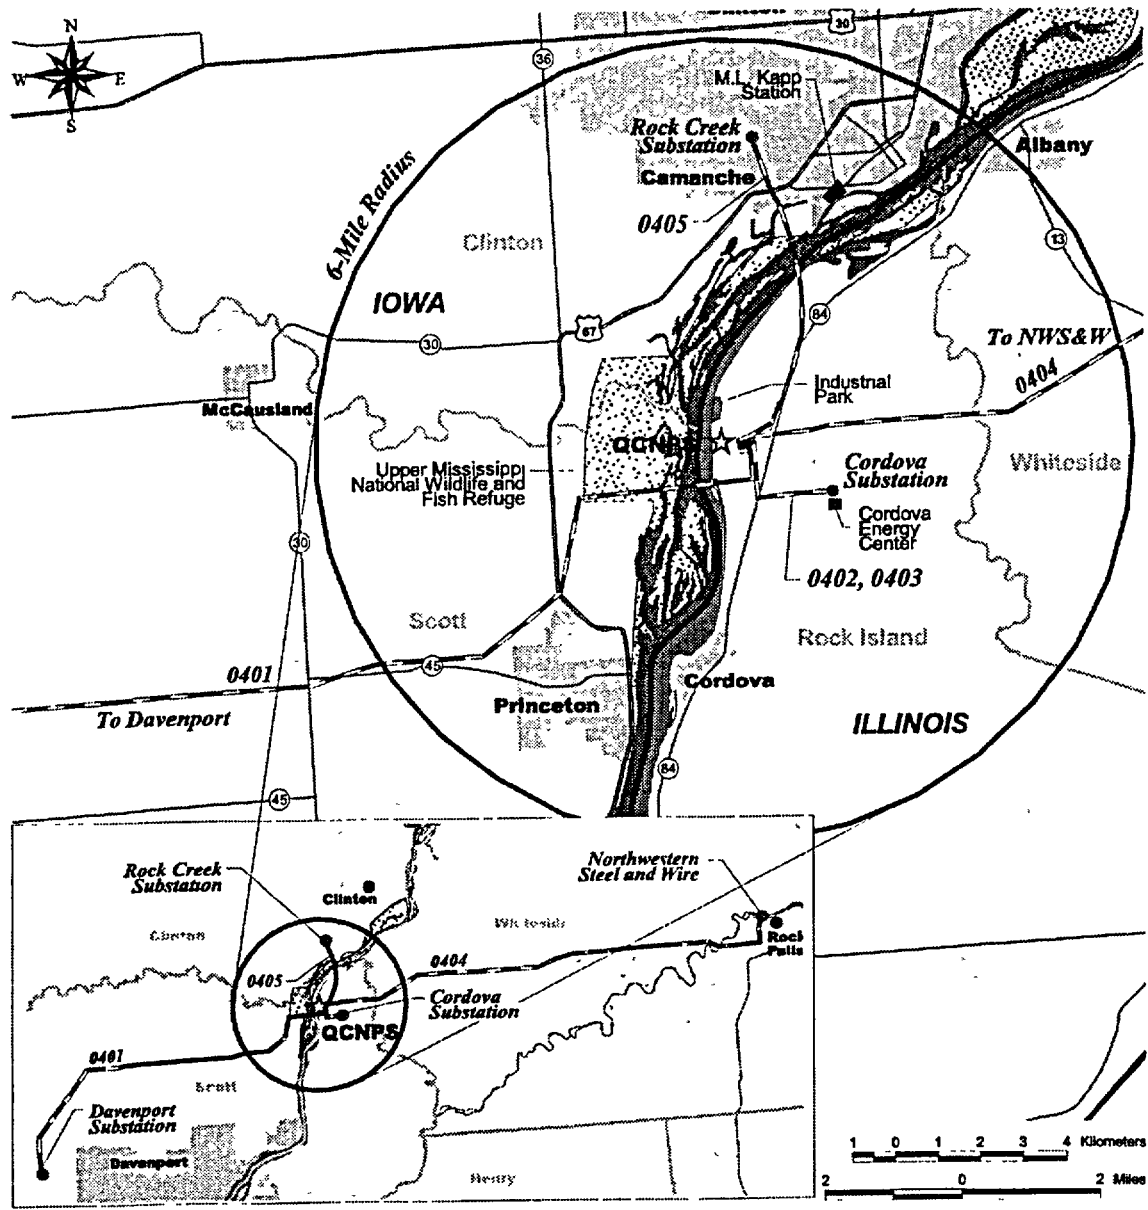 N
W E
S
30
36
M.L. Kapp
Station
Rock Creek
Substation
Camanche
Albany
0405
6-Mile Radius
Clinton
13
IOWA
84
67
30
To NWS&W
0404
Industrial
Park
McCausland
QCNPS
Cordova
Substation
Whiteside
Upper Mississippi
National Wildlife and
Fish Refuge
Cordova
Energy
Center
30
0402, 0403
Scott
Rock Island
45
0401
Cordova
To Davenport
Princeton
ILLINOIS
84
45
Rock Creek
Substation
Northwestern
Steel and Wire
Clinton
Clinton
Whiteside
Rock
Falls
0404
0405
Cordova
Substation
QCNPS
0401
Scott
Davenport
Substation
Davenport
Henry
1 0 1 2 3 4 Kilometers
2 0 2 Miles